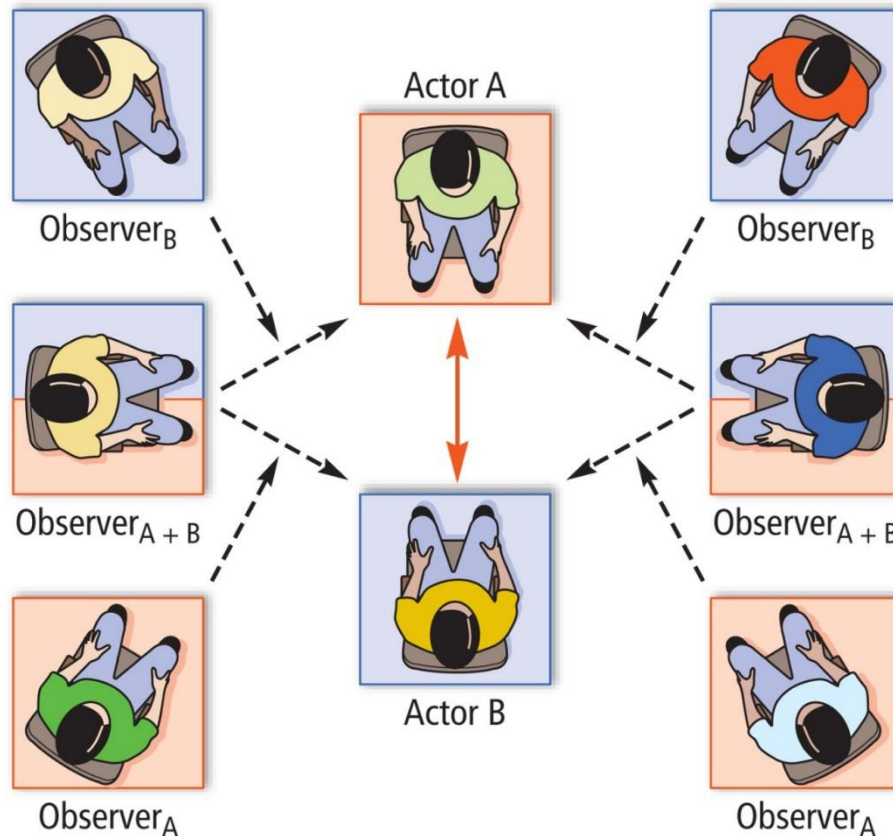 Actor A
Observer_B
Observer_B
Observer_A + B
Observer_A + B
Actor B
Observer_A
Observer_A